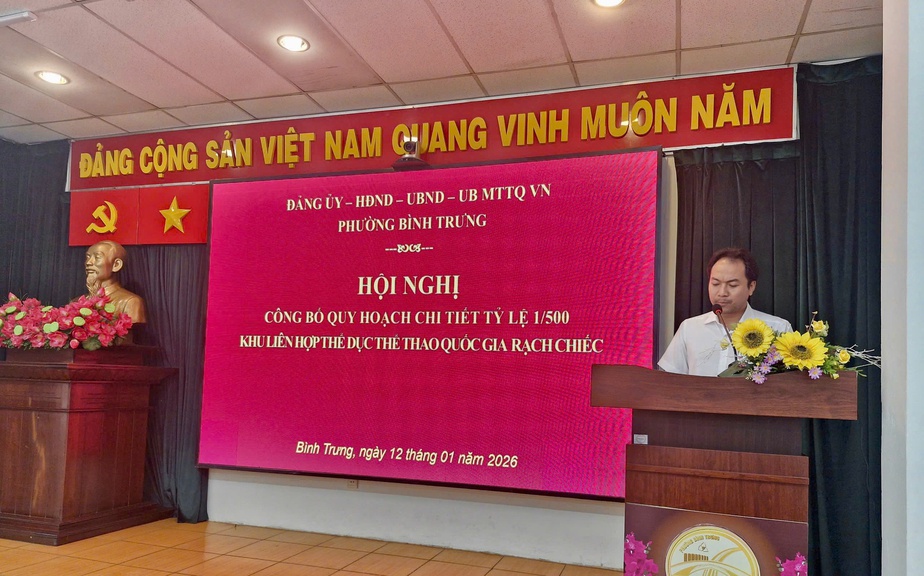 ĐẢNG CỘNG SẢN VIỆT NAM QUANG VINH MUÔN NĂM
ĐẢNG ỦY – HĐND – UBND – UB MTTQ VN
PHƯỜNG BÌNH TRƯNG
HỘI NGHỊ
CÔNG BỐ QUY HOẠCH CHI TIẾT TỶ LỆ 1/500
KHU LIÊN HỢP THỂ DỤC THỂ THAO QUỐC GIA RẠCH CHIẾC
Bình Trưng, ngày 12 tháng 01 năm 2026